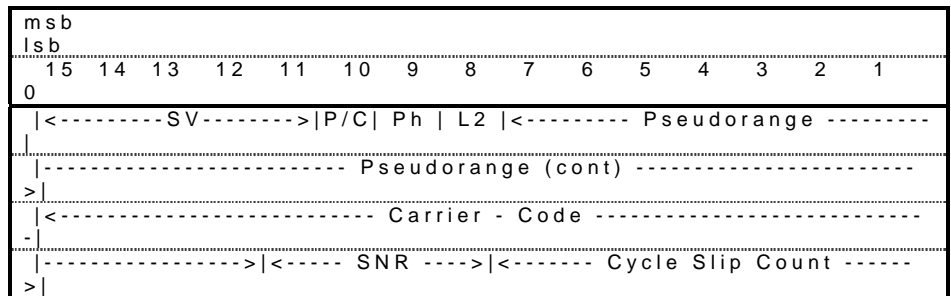 msb
lsb
15 14 13 12 11 10 9 8 7 6 5 4 3 2 1
0
|<---------SV-------->|P/C| Ph | L2 |<--------- Pseudorange ---------
|
|-------------------------- Pseudorange (cont) ------------------------
>|
|<--------------------------- Carrier - Code ----------------------------
-|
|----------------->|<----- SNR ---->|<------- Cycle Slip Count ------
>|